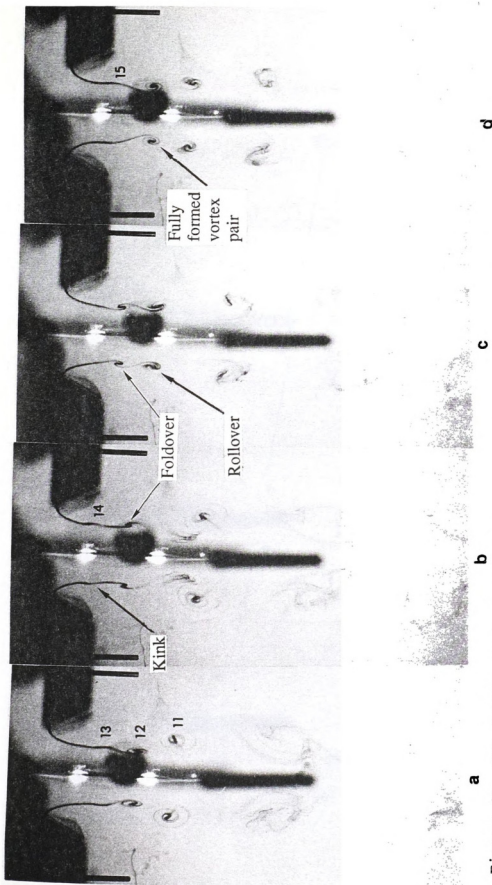 13
12
11
14
Kink
Foldover
Rollover
15
Fully
formed
vortex
pair
a b c d